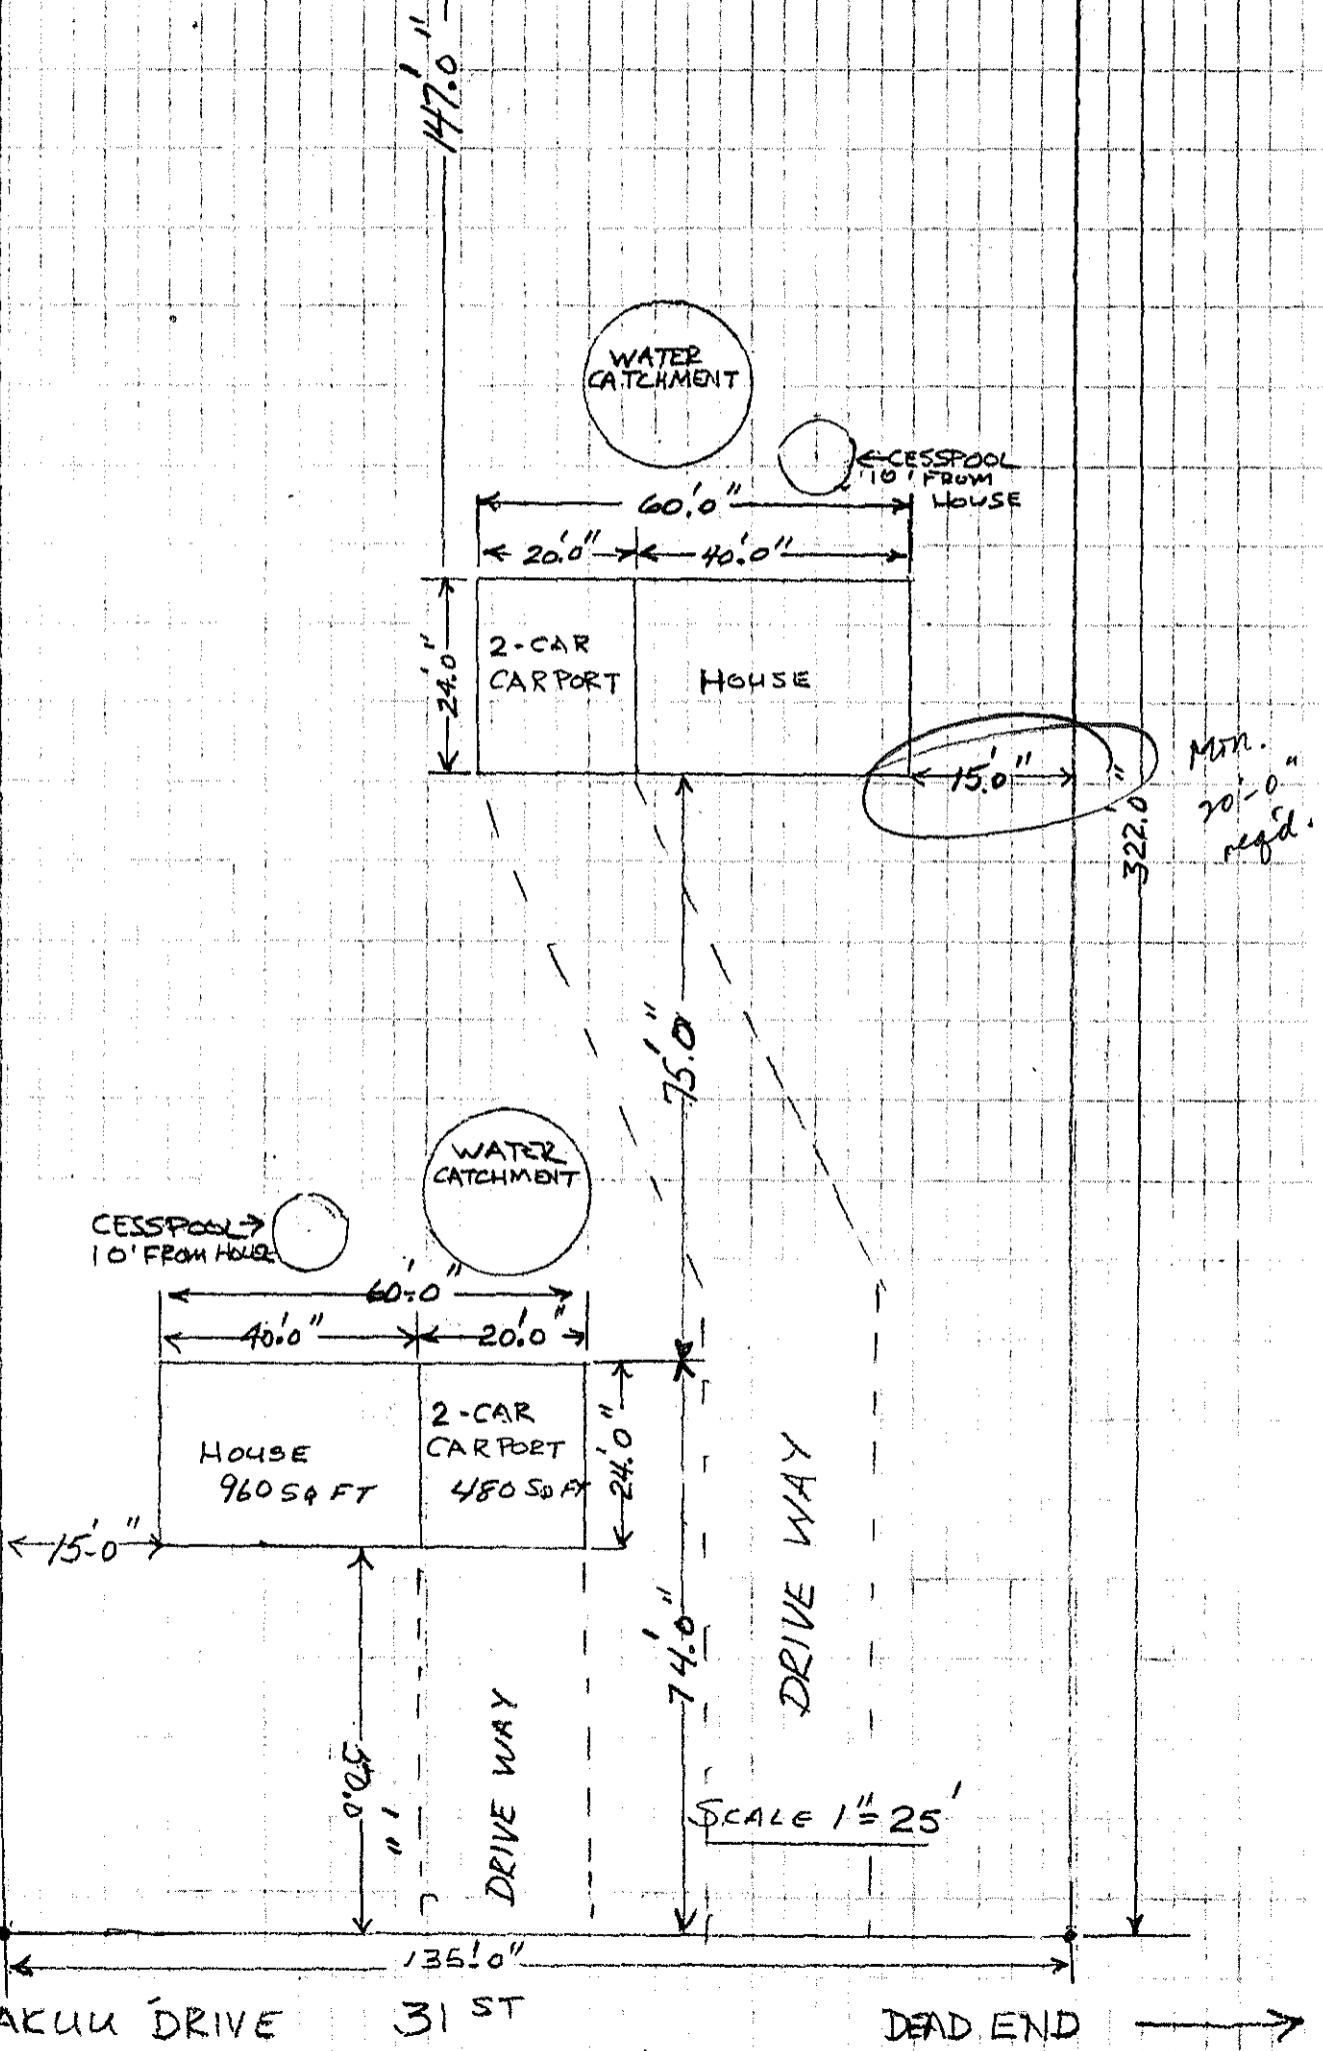 147'.0"
WATER
CATCHMENT
←CESSPOOL
10' FROM
HOUSE
60'.0"
20'.0"
40'.0"
2-CAR
CARPORT
HOUSE
24'.0"
15'.0"
Min.
20'-0"
req'd.
322'.0"
75'.0"
WATER
CATCHMENT
CESSPOOL→
10' FROM HOUSE
60'-0"
40'.0"
20'.0"
HOUSE
960 SQ FT
2-CAR
CARPORT
480 SQ FT
24'.0"
15'-0"
50.0'"
74'.0"
DRIVE WAY
DRIVE WAY
SCALE 1"=25'
135'.0"
AKUU DRIVE
31ST
DEAD END →